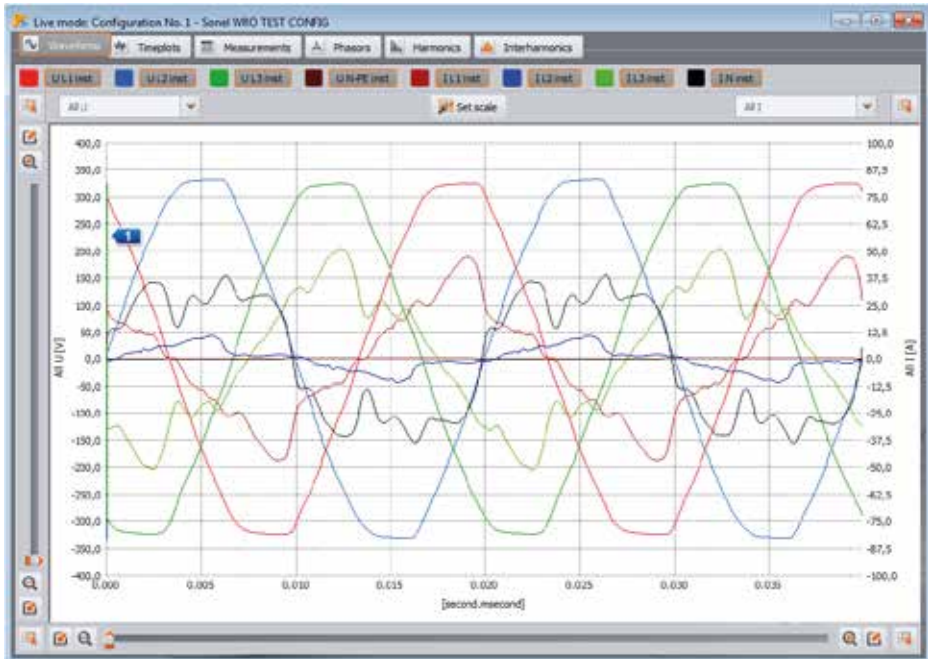 Live mode: Configuration No. 1 - Sonel WRO TEST CONFIG
Waveforms Timeplots Measurements Phasors Harmonics Interharmonics
U L1 inst U L2 inst U L3 inst U N-PE inst I L1 inst I L2 inst I L3 inst I N inst
All U Set scale All I
400,0 100,0
350,0 87,5
300,0 75,0
250,0 62,5
1
200,0 50,0
150,0 37,5
100,0 25,0
50,0 12,5
0,0 0,0
-50,0 -12,5
-100,0 -25,0
-150,0 -37,5
-200,0 -50,0
-250,0 -62,5
-300,0 -75,0
-350,0 -87,5
-400,0 -100,0
All U [V]
All I [A]
0.000 0.005 0.010 0.015 0.020 0.025 0.030 0.035
[second.msecond]